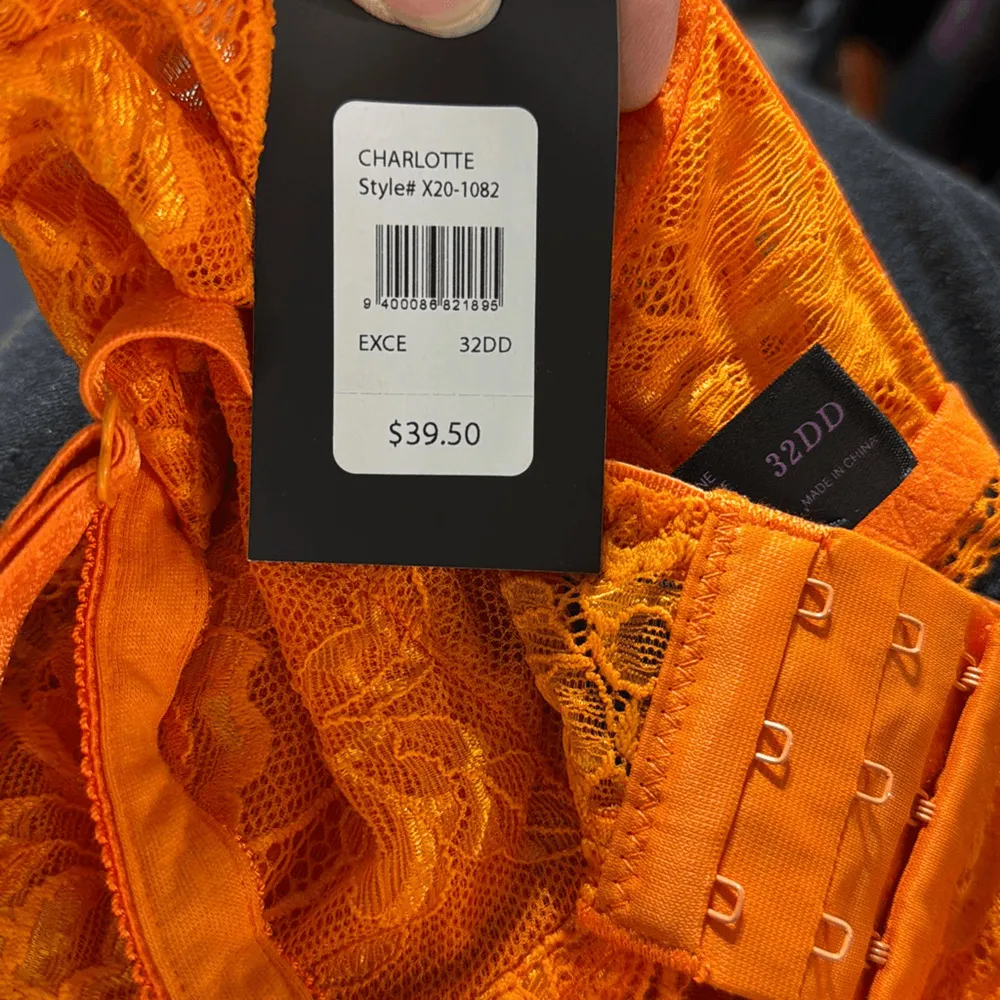 CHARLOTTE
Style# X20-1082
9 400086 821895
EXCE 32DD
$39.50
32DD
MADE IN CHINA